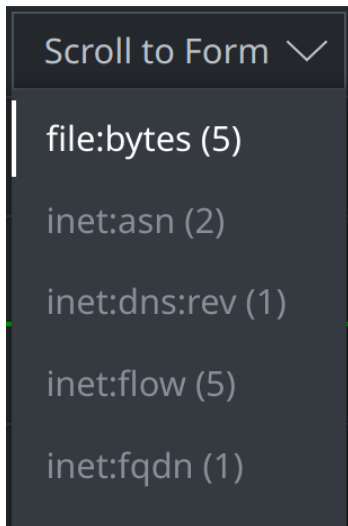 Scroll to Form
file:bytes (5)
inet:asn (2)
inet:dns:rev (1)
inet:flow (5)
inet:fqdn (1)